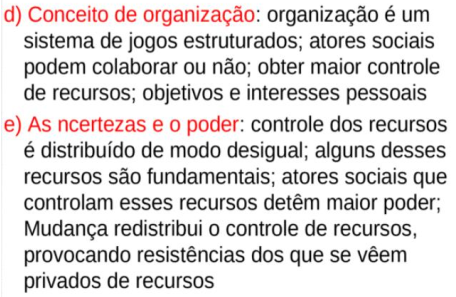 d) Conceito de organização: organização é um
sistema de jogos estruturados; atores sociais
podem colaborar ou não; obter maior controle
de recursos; objetivos e interesses pessoais
e) As ncertezas e o poder: controle dos recursos
é distribuído de modo desigual; alguns desses
recursos são fundamentais; atores sociais que
controlam esses recursos detêm maior poder;
Mudança redistribui o controle de recursos,
provocando resistências dos que se vêem
privados de recursos